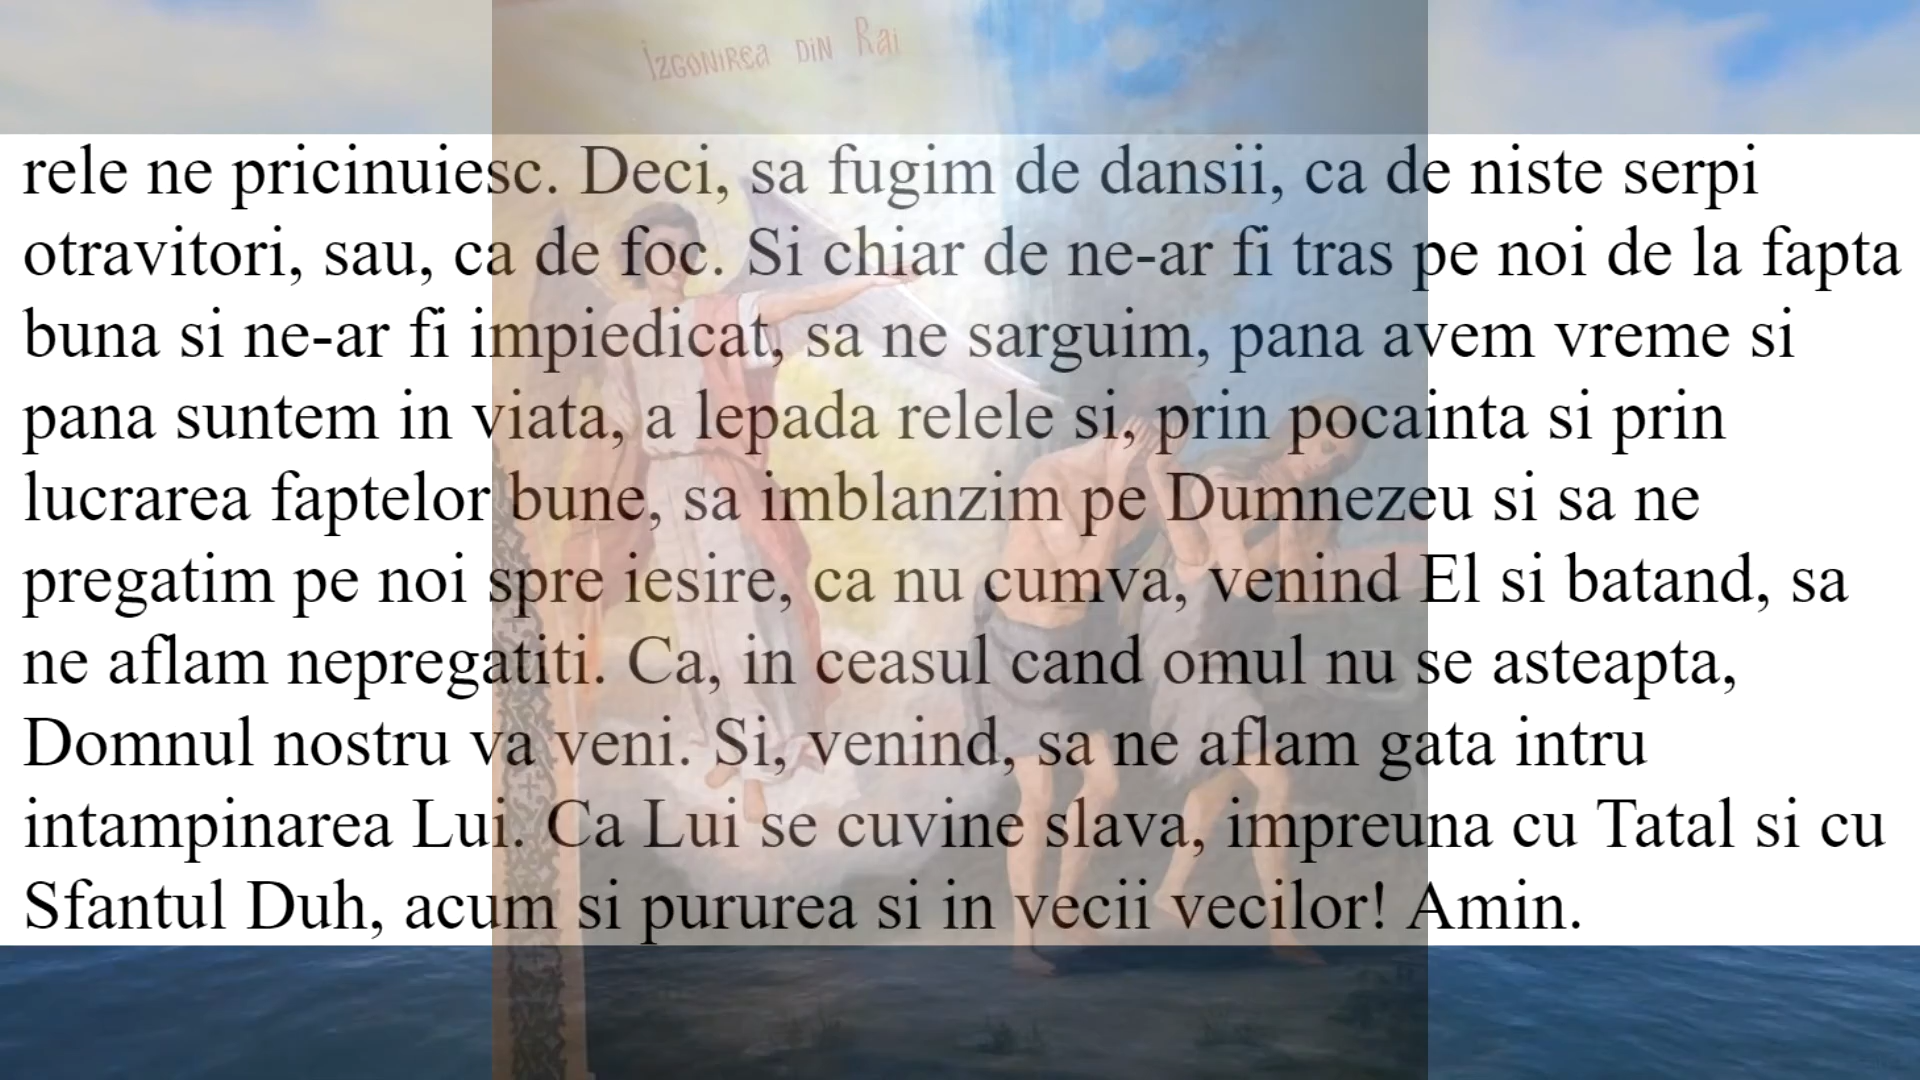 Izgonirea din Rai
rele ne pricinuiesc. Deci, sa fugim de dansii, ca de niste serpi
otravitori, sau, ca de foc. Si chiar de ne-ar fi tras pe noi de la fapta
buna si ne-ar fi impiedicat, sa ne sarguim, pana avem vreme si
pana suntem in viata, a lepada relele si, prin pocainta si prin
lucrarea faptelor bune, sa imblanzim pe Dumnezeu si sa ne
pregatim pe noi spre iesire, ca nu cumva, venind El si batand, sa
ne aflam nepregatiti. Ca, in ceasul cand omul nu se asteapta,
Domnul nostru va veni. Si, venind, sa ne aflam gata intru
intampinarea Lui. Ca Lui se cuvine slava, impreuna cu Tatal si cu
Sfantul Duh, acum si pururea si in vecii vecilor! Amin.